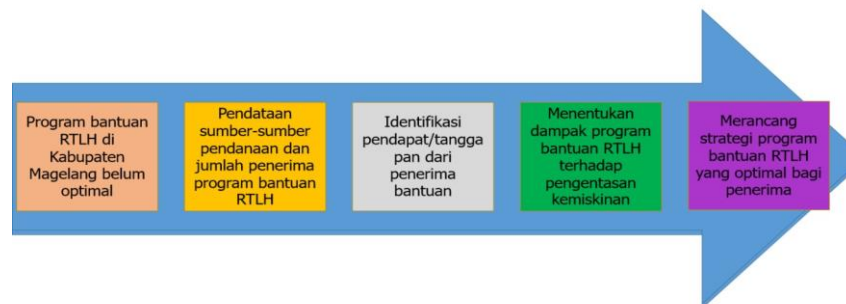 Program bantuan
RTLH di
Kabupaten
Magelang belum
optimal
Pendataan
sumber-sumber
pendanaan dan
jumlah penerima
program bantuan
RTLH
Identifikasi
pendapat/tangga
pan dari
penerima
bantuan
Menentukan
dampak program
bantuan RTLH
terhadap
pengentasan
kemiskinan
Merancang
strategi program
bantuan RTLH
yang optimal bagi
penerima